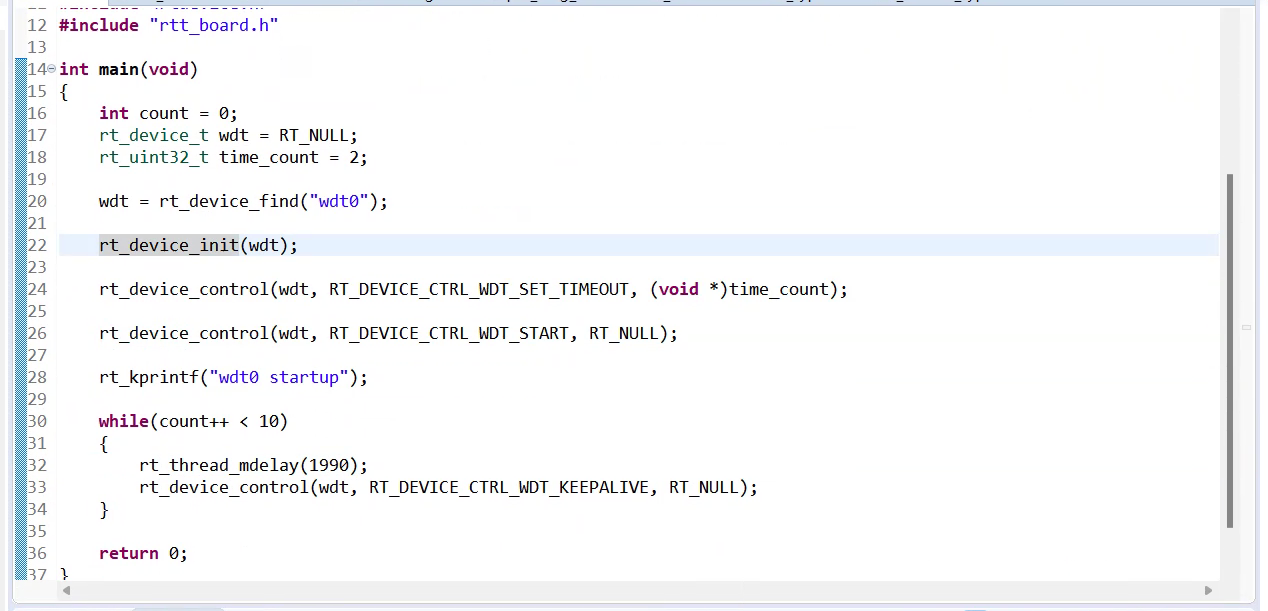 12 #include "rtt_board.h"
13
14 int main(void)
15 {
16     int count = 0;
17     rt_device_t wdt = RT_NULL;
18     rt_uint32_t time_count = 2;
19
20     wdt = rt_device_find("wdt0");
21
22     rt_device_init(wdt);
23
24     rt_device_control(wdt, RT_DEVICE_CTRL_WDT_SET_TIMEOUT, (void *)time_count);
25
26     rt_device_control(wdt, RT_DEVICE_CTRL_WDT_START, RT_NULL);
27
28     rt_kprintf("wdt0 startup");
29
30     while(count++ < 10)
31     {
32         rt_thread_mdelay(1990);
33         rt_device_control(wdt, RT_DEVICE_CTRL_WDT_KEEPALIVE, RT_NULL);
34     }
35
36     return 0;
37 }